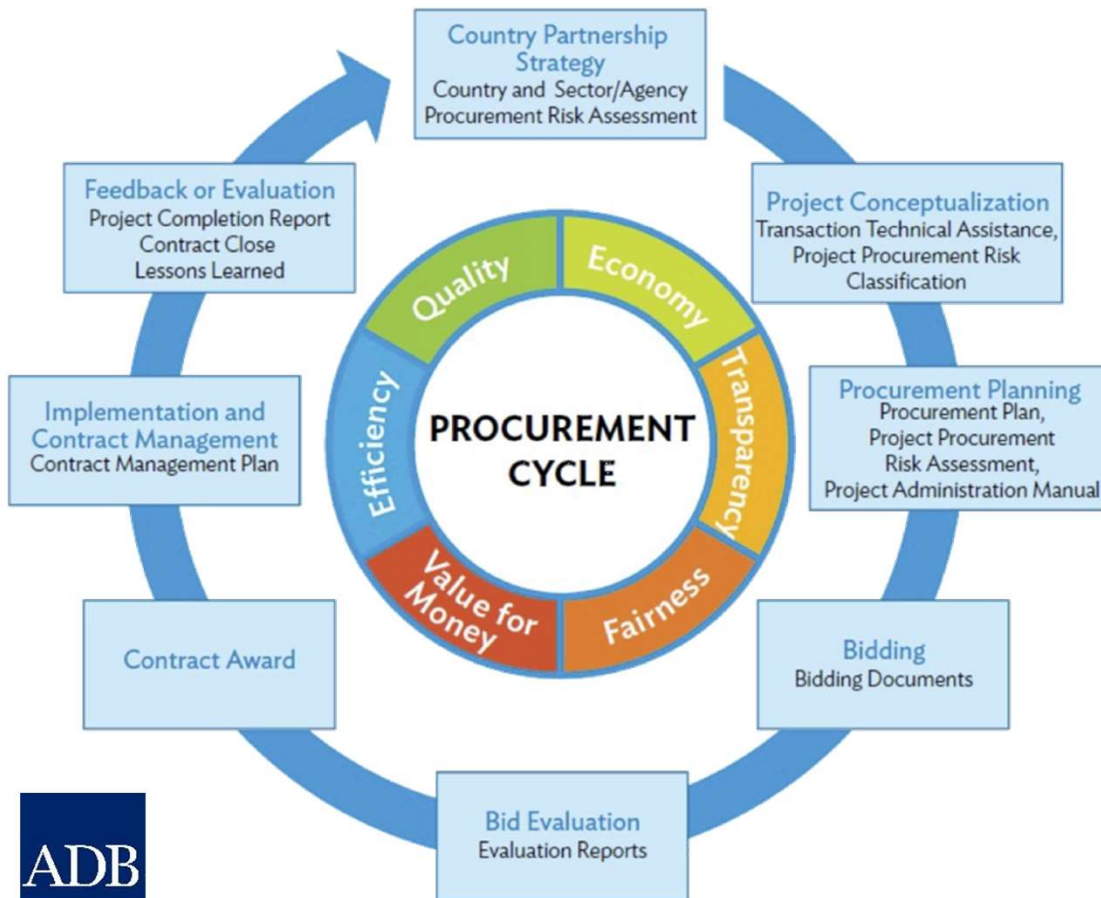 Country Partnership
Strategy
Country and Sector/Agency
Procurement Risk Assessment
Project Conceptualization
Transaction Technical Assistance,
Project Procurement Risk
Classification
Procurement Planning
Procurement Plan,
Project Procurement
Risk Assessment,
Project Administration Manual
Bidding
Bidding Documents
Bid Evaluation
Evaluation Reports
Contract Award
Implementation and
Contract Management
Contract Management Plan
Feedback or Evaluation
Project Completion Report
Contract Close
Lessons Learned
Quality
Economy
Transparency
Fairness
Value for
Money
Efficiency
PROCUREMENT
CYCLE
ADB